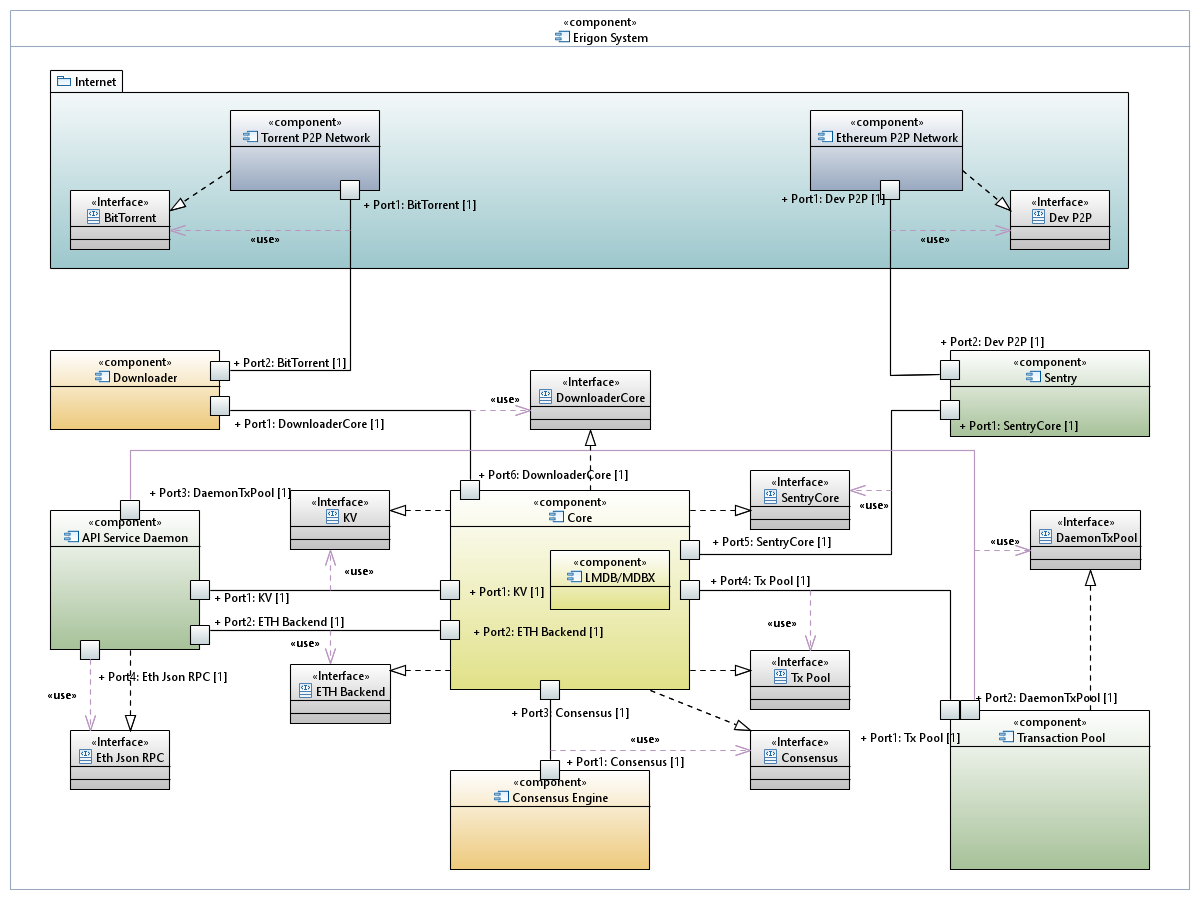 «component»
Erigon System
Internet
«component»
Torrent P2P Network
«component»
Ethereum P2P Network
«Interface»
BitTorrent
+ Port1: BitTorrent [1]
+ Port1: Dev P2P [1]
«Interface»
Dev P2P
«use»
«use»
«component»
Downloader
+ Port2: BitTorrent [1]
+ Port1: DownloaderCore [1]
«use»
«Interface»
DownloaderCore
+ Port2: Dev P2P [1]
«component»
Sentry
+ Port1: SentryCore [1]
+ Port6: DownloaderCore [1]
+ Port3: DaemonTxPool [1]
«Interface»
KV
«component»
Core
«Interface»
SentryCore
«use»
«component»
API Service Daemon
«Interface»
DaemonTxPool
«use»
+ Port5: SentryCore [1]
«component»
LMDB/MDBX
«use»
+ Port4: Tx Pool [1]
+ Port1: KV [1]
+ Port1: KV [1]
+ Port2: ETH Backend [1]
+ Port2: ETH Backend [1]
«use»
«use»
«Interface»
ETH Backend
«Interface»
Tx Pool
+ Port4: Eth Json RPC [1]
«use»
+ Port2: DaemonTxPool [1]
+ Port3: Consensus [1]
«component»
Transaction Pool
+ Port1: Tx Pool [1]
«Interface»
Eth Json RPC
«use»
«Interface»
Consensus
+ Port1: Consensus [1]
«component»
Consensus Engine